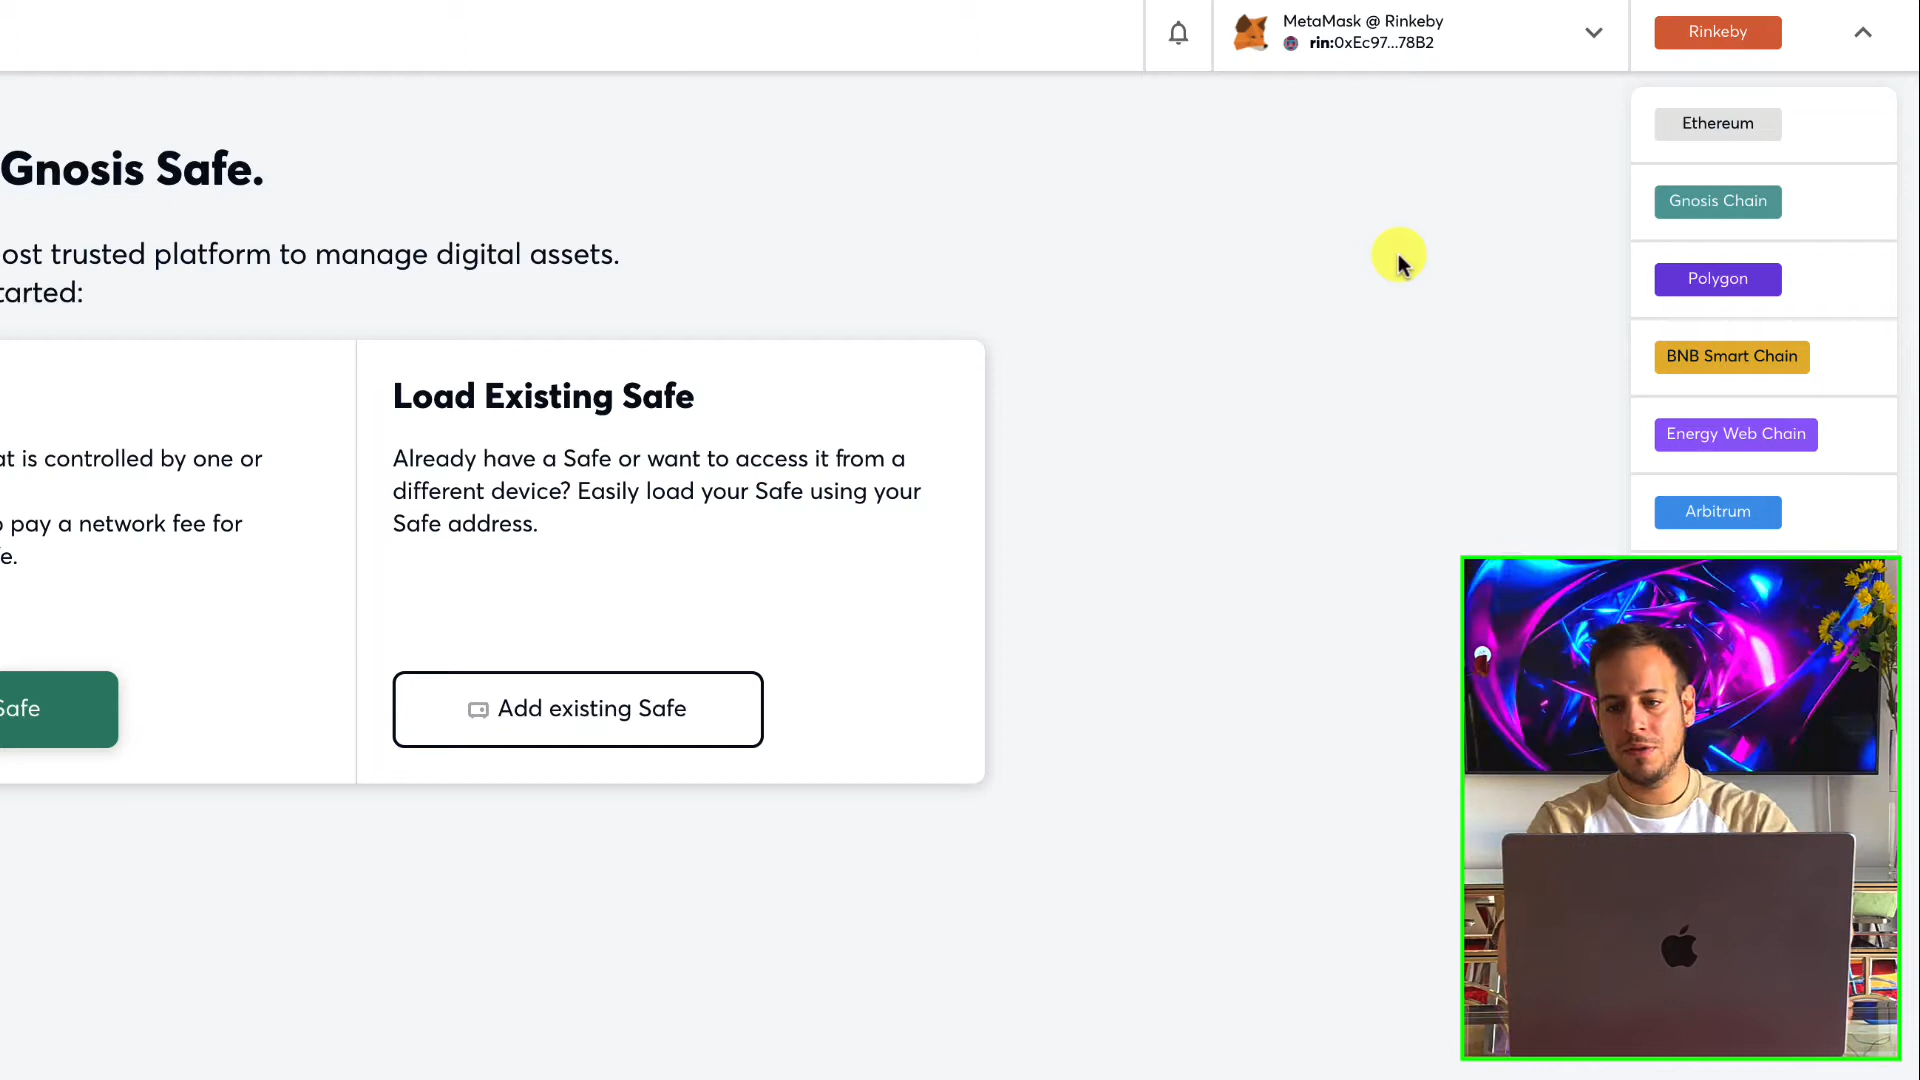 MetaMask @ Rinkeby
rin:0xEc97...78B2
Rinkeby
Ethereum
Gnosis Chain
Polygon
BNB Smart Chain
Energy Web Chain
Arbitrum
Gnosis Safe.
ost trusted platform to manage digital assets.
tarted:
at is controlled by one or
o pay a network fee for
e.
Safe
Load Existing Safe
Already have a Safe or want to access it from a
different device? Easily load your Safe using your
Safe address.
Add existing Safe